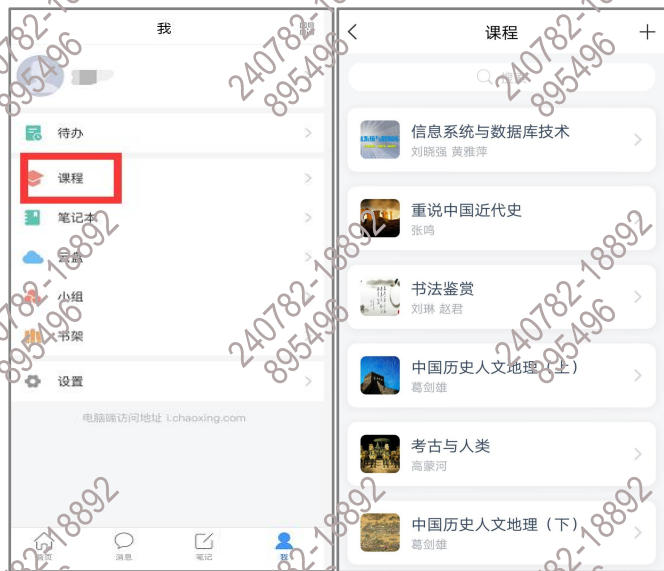 我
待办
课程
笔记本
云盘
小组
书架
设置
电脑端访问地址 i.chaoxing.com
首页
消息
笔记
我
课程
搜索
信息系统与数据库技术
刘晓强 黄雅萍
重说中国近代史
张鸣
书法鉴赏
刘琳 赵君
中国历史人文地理（上）
葛剑雄
考古与人类
高蒙河
中国历史人文地理（下）
葛剑雄
240782-18892
895496